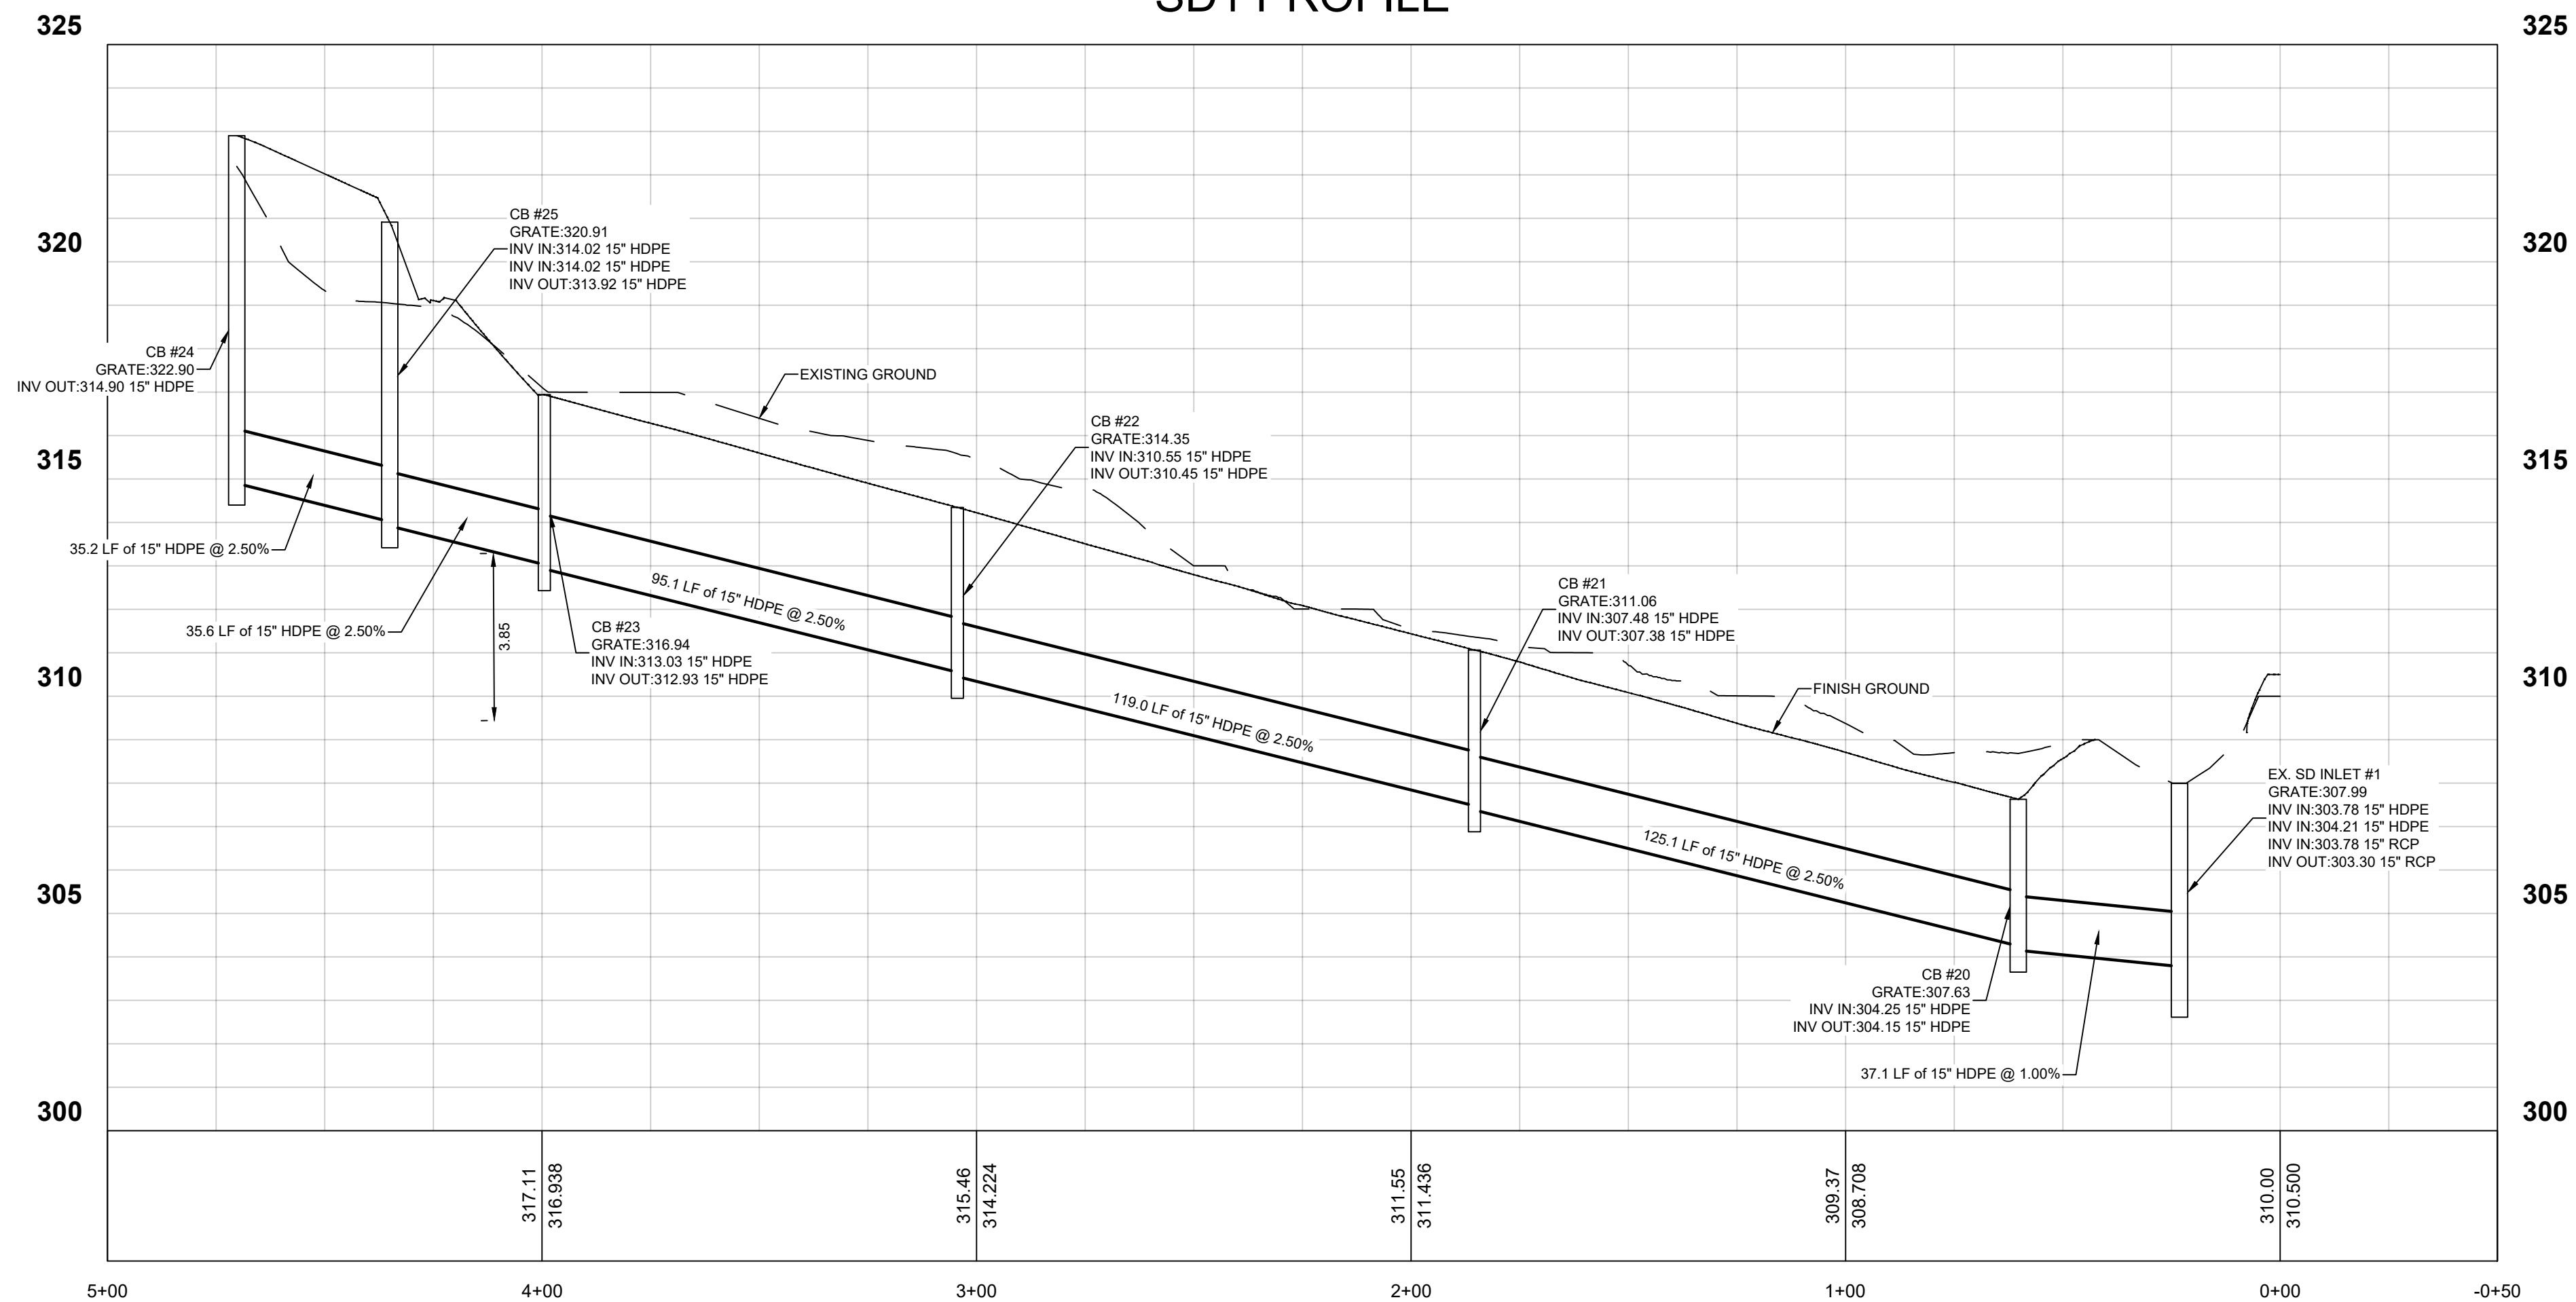 SD1 PROFILE
325
325
320
320
315
315
310
310
305
305
300
300
CB #24
GRATE:322.90
INV OUT:314.90 15" HDPE
CB #25
GRATE:320.91
INV IN:314.02 15" HDPE
INV IN:314.02 15" HDPE
INV OUT:313.92 15" HDPE
EXISTING GROUND
CB #22
GRATE:314.35
INV IN:310.55 15" HDPE
INV OUT:310.45 15" HDPE
35.2 LF of 15" HDPE @ 2.50%
35.6 LF of 15" HDPE @ 2.50%
3.85
95.1 LF of 15" HDPE @ 2.50%
CB #23
GRATE:316.94
INV IN:313.03 15" HDPE
INV OUT:312.93 15" HDPE
119.0 LF of 15" HDPE @ 2.50%
CB #21
GRATE:311.06
INV IN:307.48 15" HDPE
INV OUT:307.38 15" HDPE
FINISH GROUND
125.1 LF of 15" HDPE @ 2.50%
EX. SD INLET #1
GRATE:307.99
INV IN:303.78 15" HDPE
INV IN:304.21 15" HDPE
INV IN:303.78 15" RCP
INV OUT:303.30 15" RCP
CB #20
GRATE:307.63
INV IN:304.25 15" HDPE
INV OUT:304.15 15" HDPE
37.1 LF of 15" HDPE @ 1.00%
317.11
316.938
315.46
314.224
311.55
311.436
309.37
308.708
310.00
310.500
5+00
4+00
3+00
2+00
1+00
0+00
-0+50